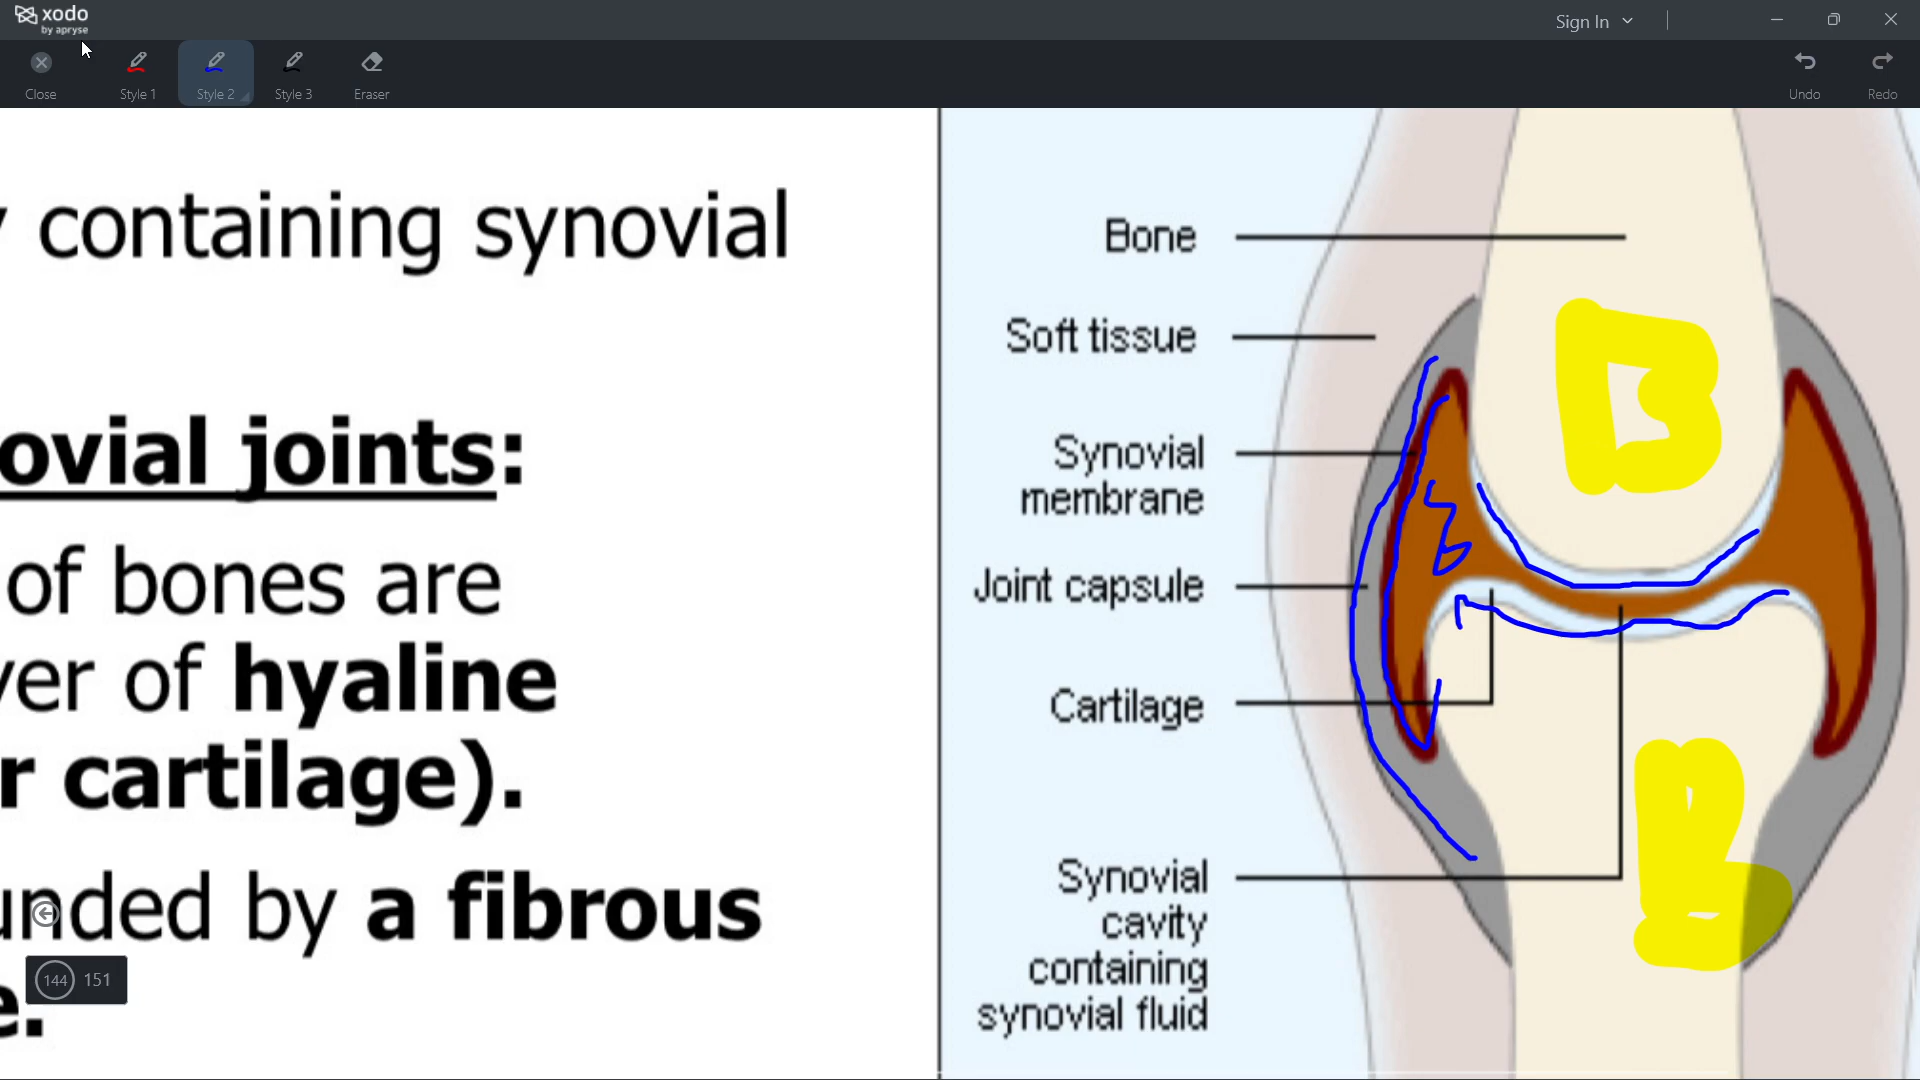 xodo
by apryse
Sign In
Close
Style 1
Style 2
Style 3
Eraser
Undo
Redo
containing synovial
ovial joints:
of bones are
yer of hyaline
r cartilage).
unded by a fibrous
e.
144 151
Bone
Soft tissue
Synovial
membrane
Joint capsule
Cartilage
Synovial
cavity
containing
synovial fluid
B